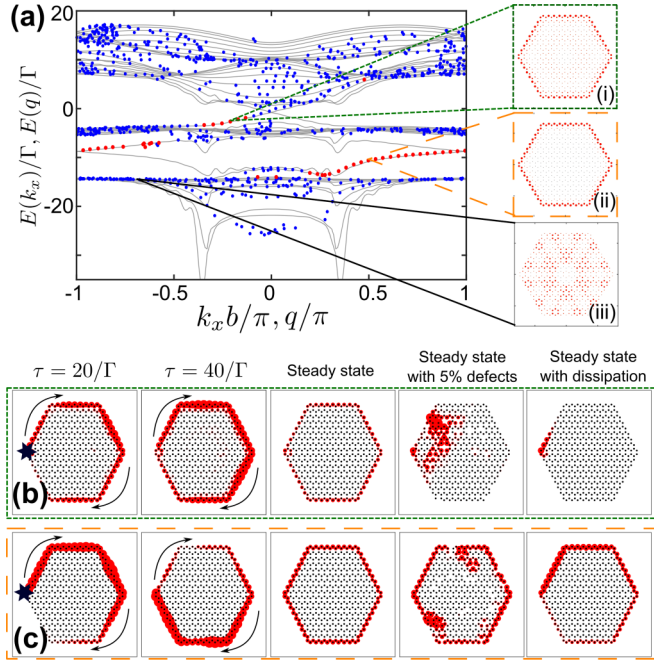 (a)
20
0
-20
E(k_x)/Γ, E(q)/Γ
-1 -0.5 0 0.5 1
k_x b/π, q/π
(i)
(ii)
(iii)
τ = 20/Γ τ = 40/Γ Steady state Steady state with 5% defects Steady state with dissipation
(b)
(c)